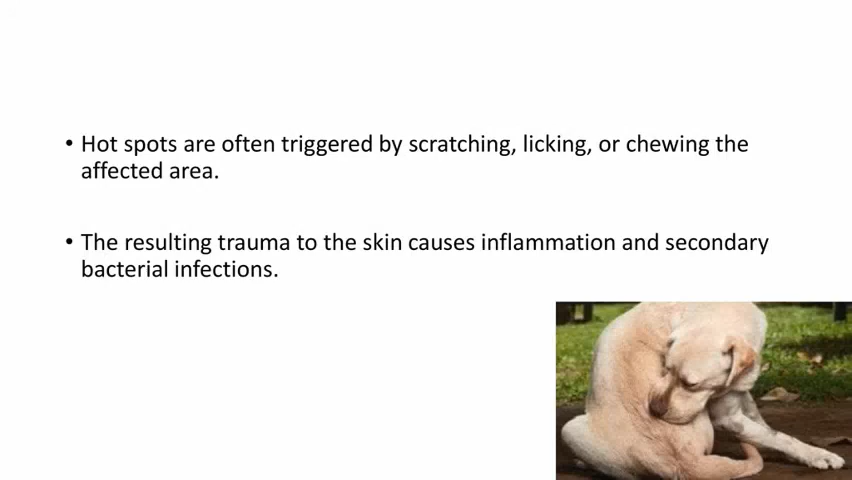 • Hot spots are often triggered by scratching, licking, or chewing the
affected area.
• The resulting trauma to the skin causes inflammation and secondary
bacterial infections.